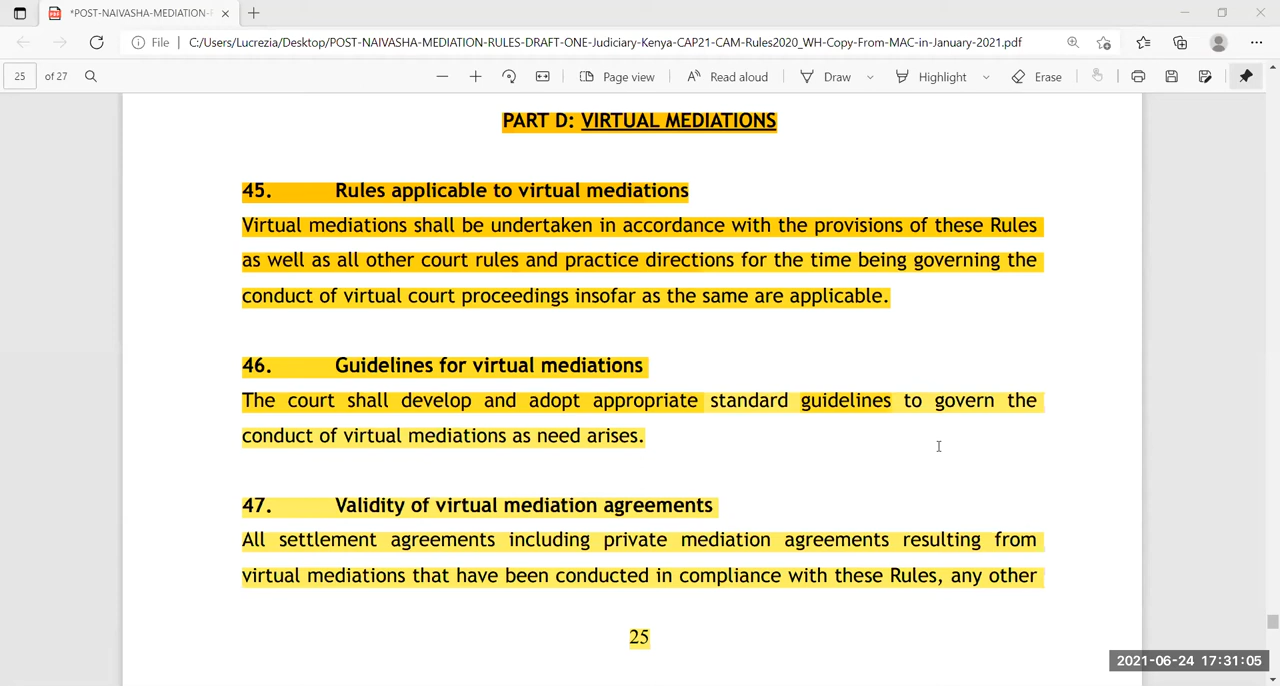 *POST-NAIVASHA-MEDIATION-
File C:/Users/Lucrezia/Desktop/POST-NAIVASHA-MEDIATION-RULES-DRAFT-ONE-Judiciary-Kenya-CAP21-CAM-Rules2020_WH-Copy-From-MAC-in-January-2021.pdf
25 of 27 Page view Read aloud Draw Highlight Erase
PART D: VIRTUAL MEDIATIONS
45. Rules applicable to virtual mediations
Virtual mediations shall be undertaken in accordance with the provisions of these Rules
as well as all other court rules and practice directions for the time being governing the
conduct of virtual court proceedings insofar as the same are applicable.
46. Guidelines for virtual mediations
The court shall develop and adopt appropriate standard guidelines to govern the
conduct of virtual mediations as need arises.
47. Validity of virtual mediation agreements
All settlement agreements including private mediation agreements resulting from
virtual mediations that have been conducted in compliance with these Rules, any other
25
2021-06-24 17:31:05